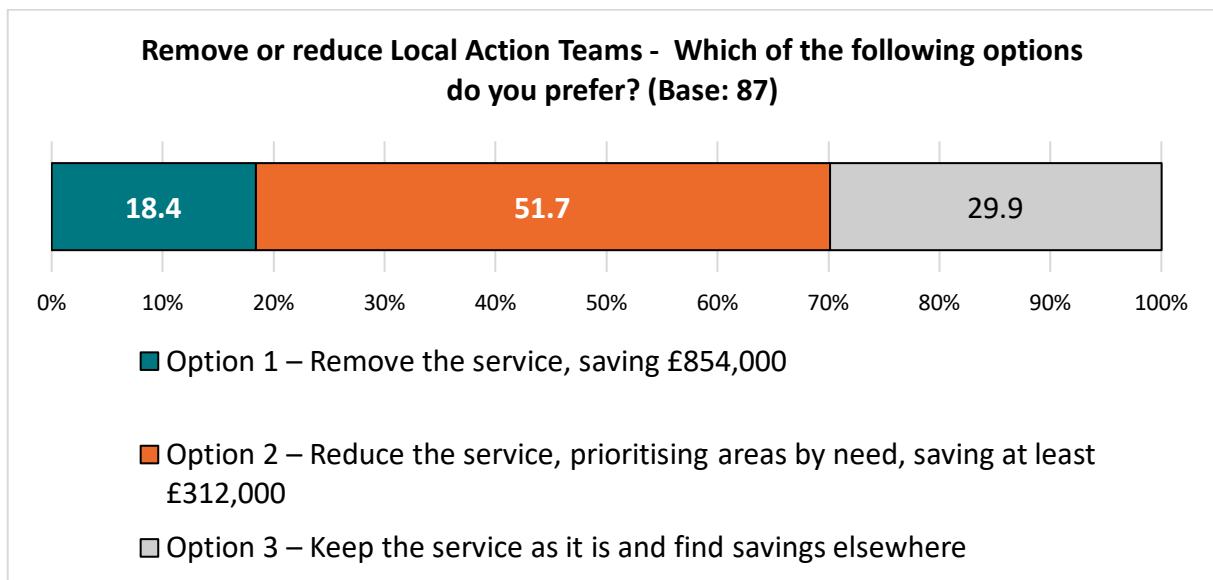 Remove or reduce Local Action Teams -  Which of the following options
do you prefer? (Base: 87)
18.4 51.7 29.9
0% 10% 20% 30% 40% 50% 60% 70% 80% 90% 100%
Option 1 – Remove the service, saving £854,000
Option 2 – Reduce the service, prioritising areas by need, saving at least
£312,000
Option 3 – Keep the service as it is and find savings elsewhere